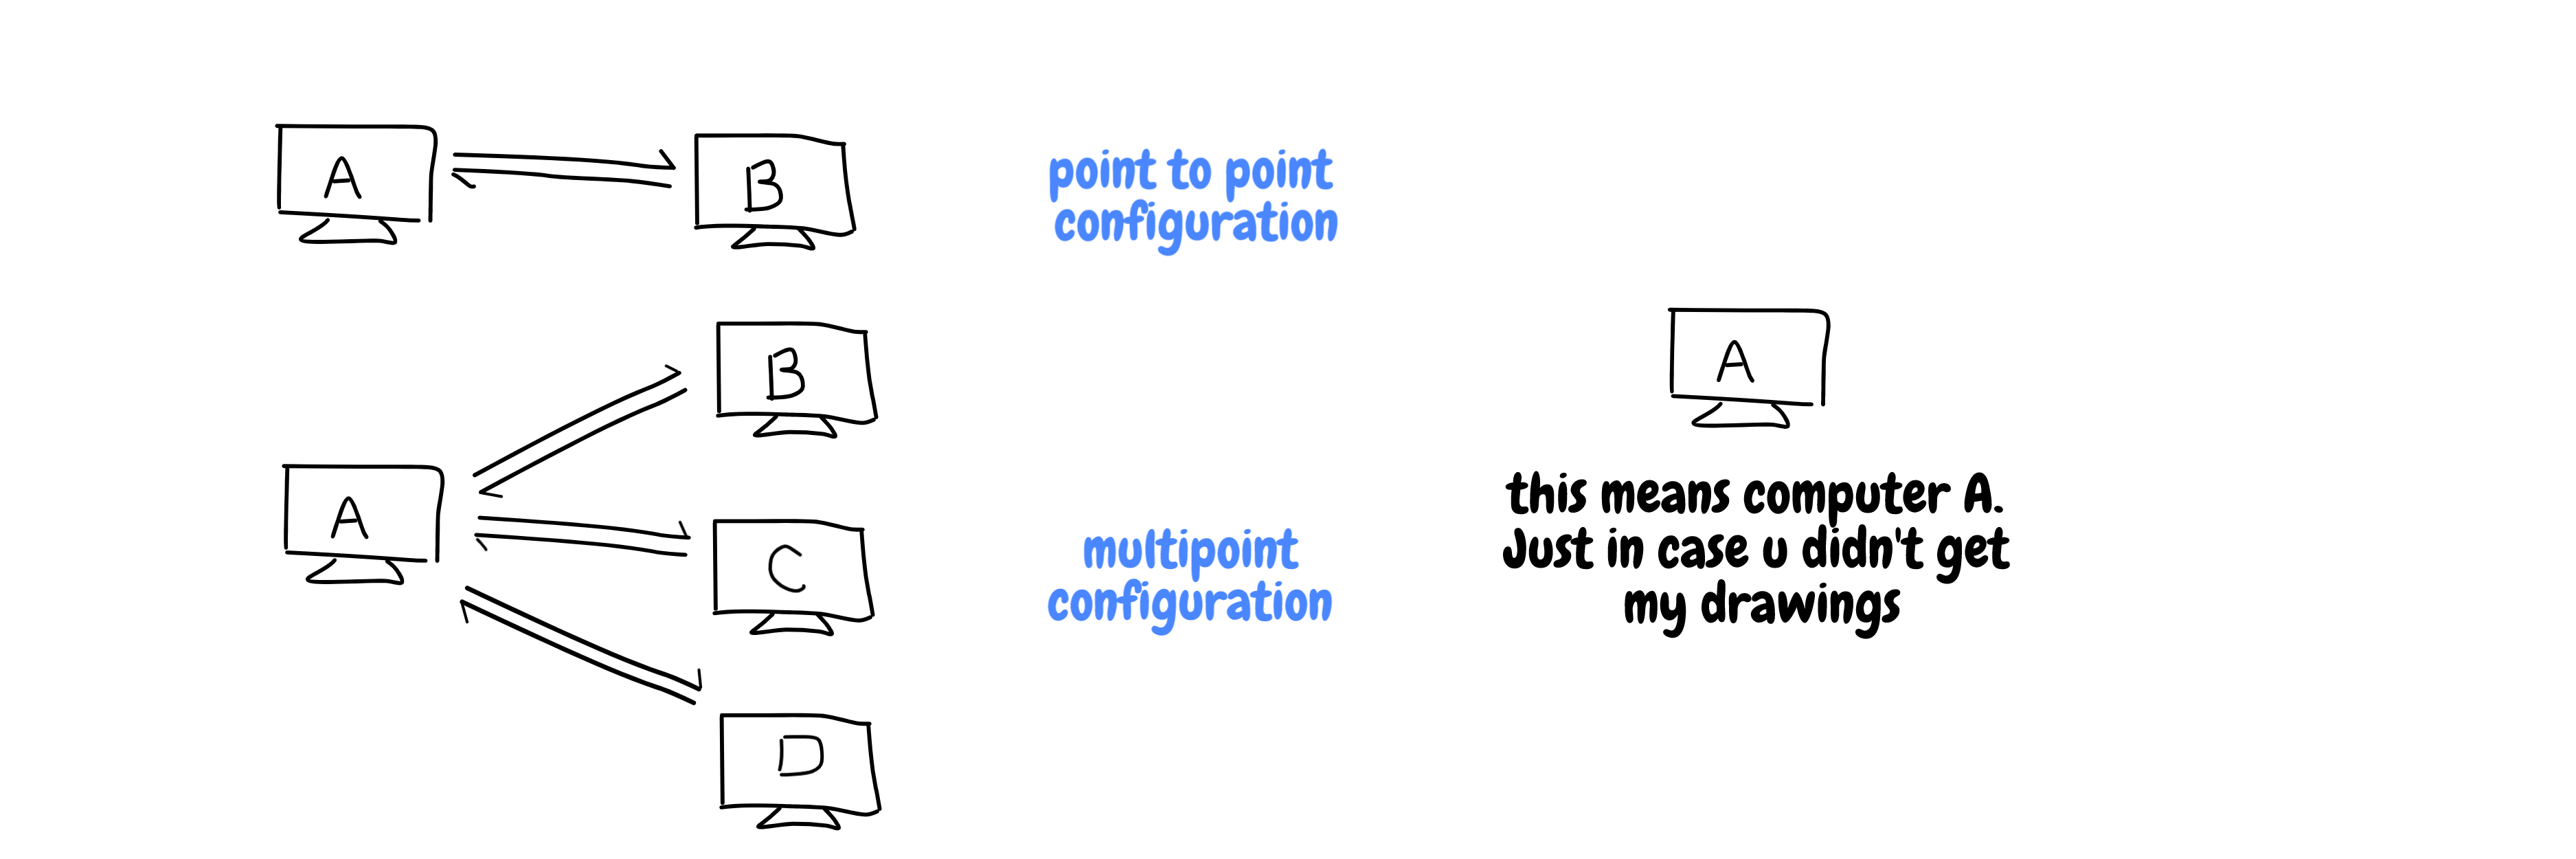 A
B
point to point
configuration
B
A
C
D
multipoint
configuration
A
this means computer A.
Just in case u didn't get
my drawings